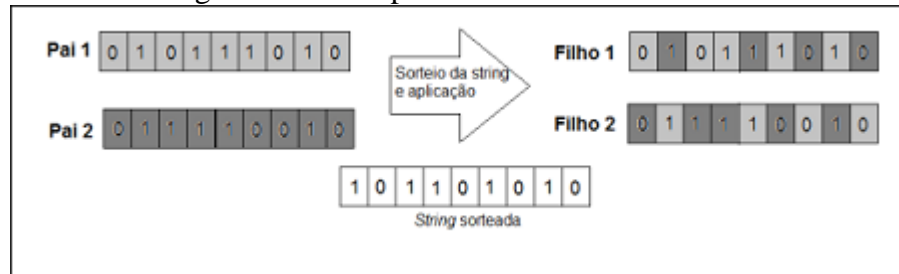 Pai 1 0 1 0 1 1 1 0 1 0
Pai 2 0 1 1 1 1 0 0 1 0
Sorteio da string
e aplicação
Filho 1 0 1 0 1 1 1 0 1 0
Filho 2 0 1 1 1 1 0 0 1 0
1 0 1 1 0 1 0 1 0
String sorteada